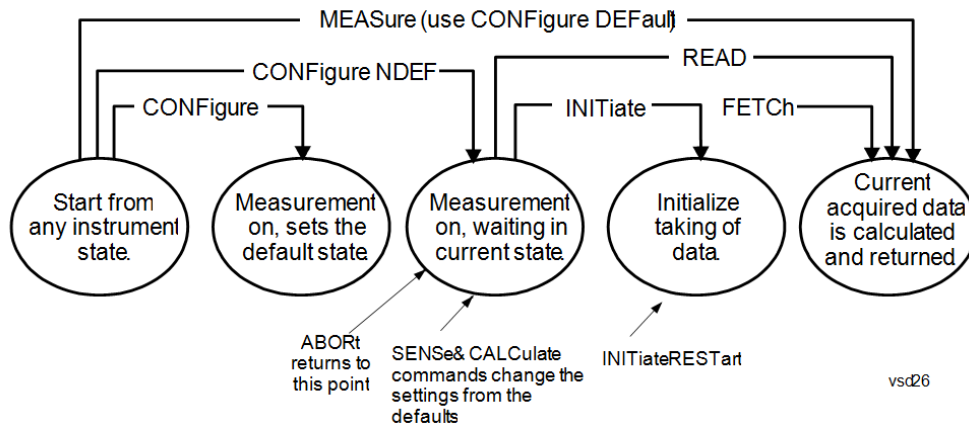 MEASure (use CONFigure DEFault)
CONFigure NDEF
READ
CONFigure
INITiate
FETCh
Start from
any instrument
state.
Measurement
on, sets the
default state.
Measurement
on, waiting in
current state.
Initialize
taking of
data.
Current
acquired data
is calculated
and returned.
ABORt
returns to
this point
SENSe& CALCulate
commands change the
settings from the
defaults
INITiateRESTart
vsd26